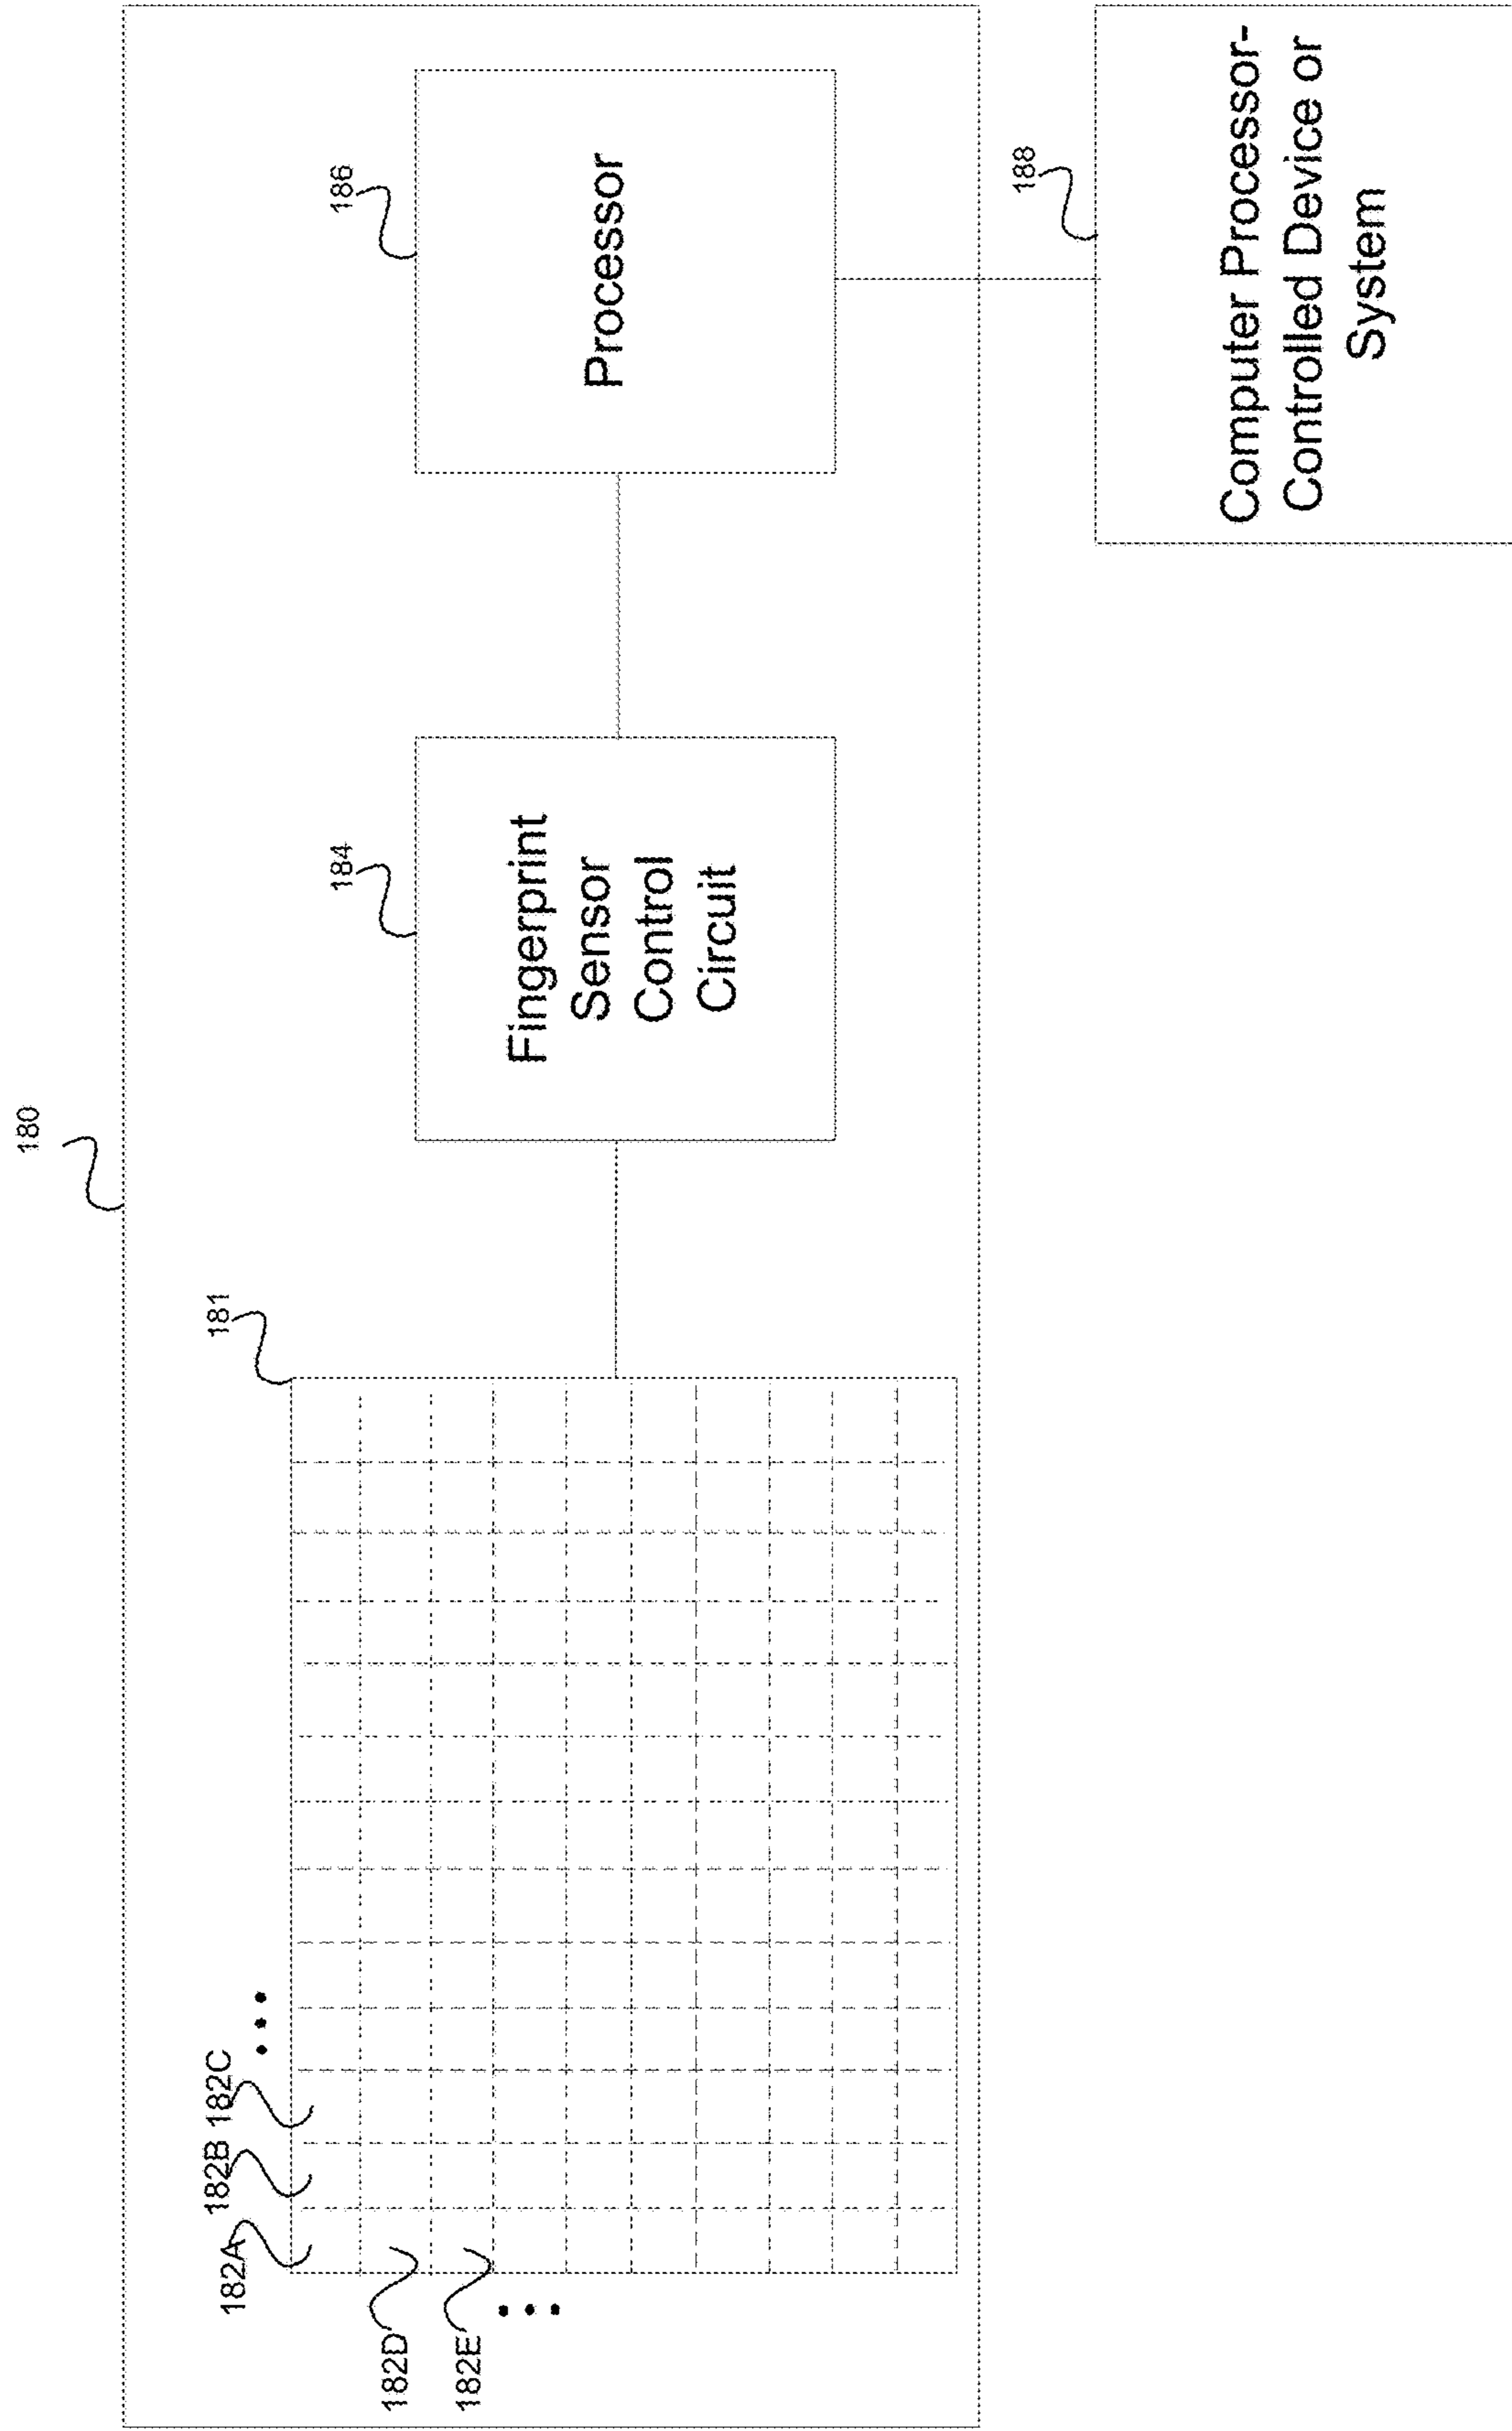 180
181
182A
182B
182C
182D
182E
184
Fingerprint
Sensor
Control
Circuit
186
Processor
188
Computer Processor-
Controlled Device or
System